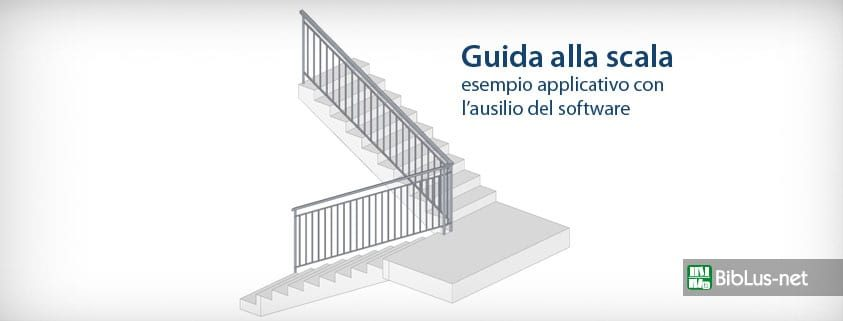 Guida alla scala
esempio applicativo con
l'ausilio del software
BibLus-net